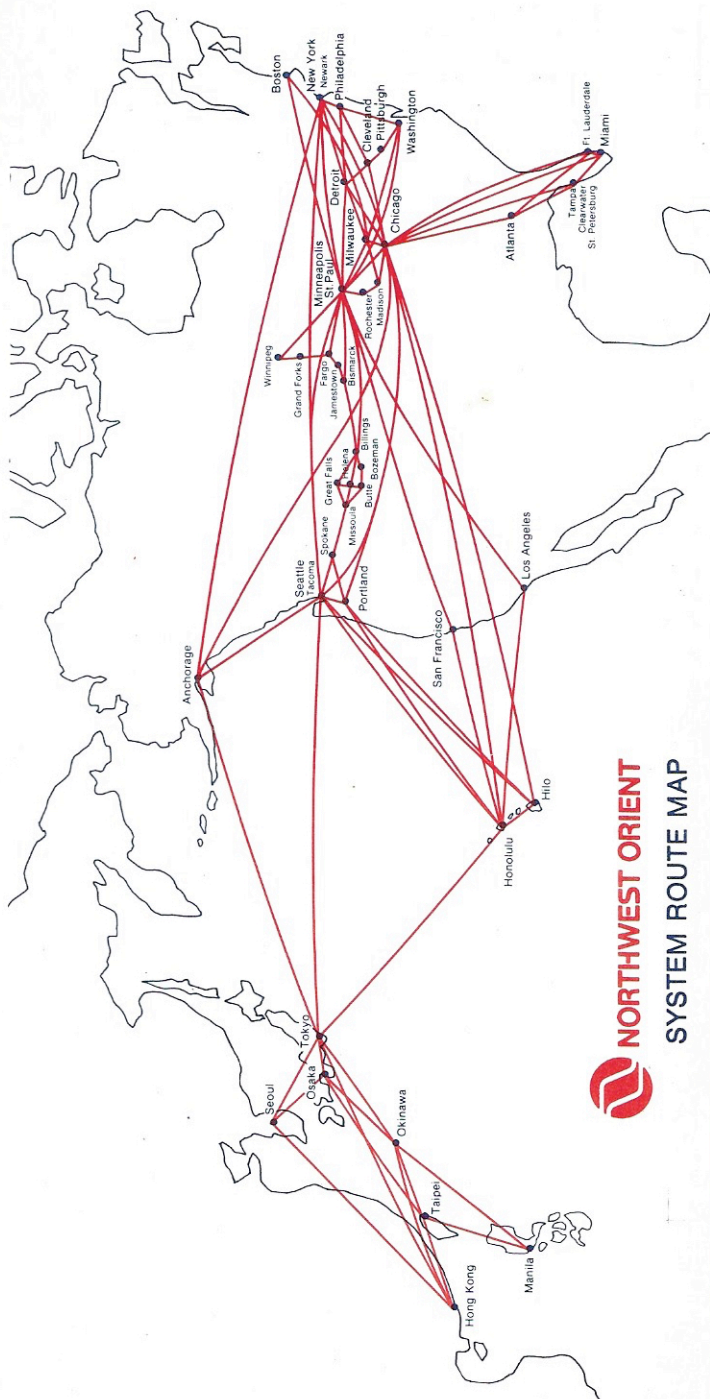 Boston
New York
Newark
Philadelphia
Cleveland
Pittsburgh
Washington
Detroit
Milwaukee
Chicago
Ft. Lauderdale
Miami
Tampa
Clearwater
St. Petersburg
Atlanta
Minneapolis
St. Paul
Rochester
Madison
Winnipeg
Grand Forks
Fargo
Jamestown
Bismarck
Billings
Bozeman
Great Falls
Helena
Butte
Missoula
Spokane
Seattle
Tacoma
Portland
Los Angeles
San Francisco
Anchorage
Hilo
Honolulu
Tokyo
Osaka
Seoul
Okinawa
Taipei
Manila
Hong Kong
NORTHWEST ORIENT
SYSTEM ROUTE MAP